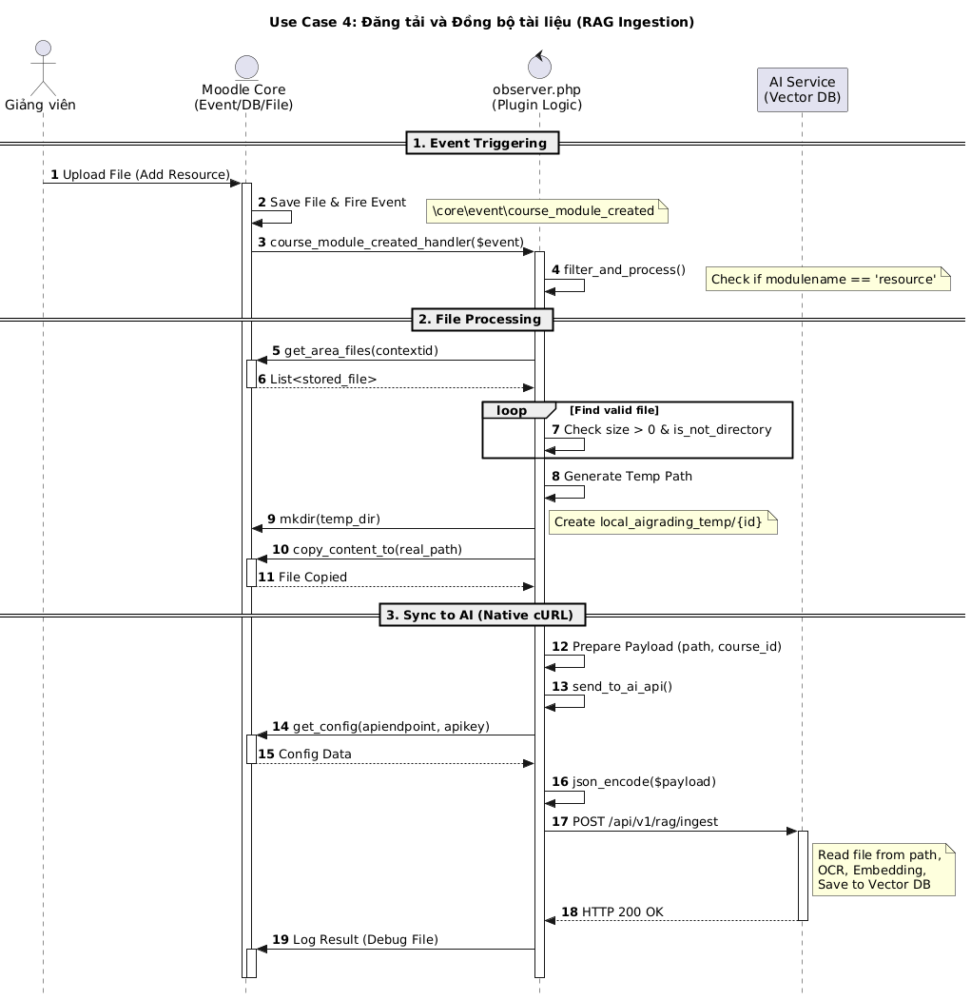 Use Case 4: Đăng tải và Đồng bộ tài liệu (RAG Ingestion)
Giảng viên
Moodle Core
(Event/DB/File)
observer.php
(Plugin Logic)
AI Service
(Vector DB)
1. Event Triggering
1 Upload File (Add Resource)
2 Save File & Fire Event
\core\event\course_module_created
3 course_module_created_handler($event)
4 filter_and_process()
Check if modulename == 'resource'
2. File Processing
5 get_area_files(contextid)
6 List<stored_file>
loop [Find valid file]
7 Check size > 0 & is_not_directory
8 Generate Temp Path
9 mkdir(temp_dir)
Create local_aigrading_temp/{id}
10 copy_content_to(real_path)
11 File Copied
3. Sync to AI (Native cURL)
12 Prepare Payload (path, course_id)
13 send_to_ai_api()
14 get_config(apiendpoint, apikey)
15 Config Data
16 json_encode($payload)
17 POST /api/v1/rag/ingest
Read file from path,
OCR, Embedding,
Save to Vector DB
18 HTTP 200 OK
19 Log Result (Debug File)